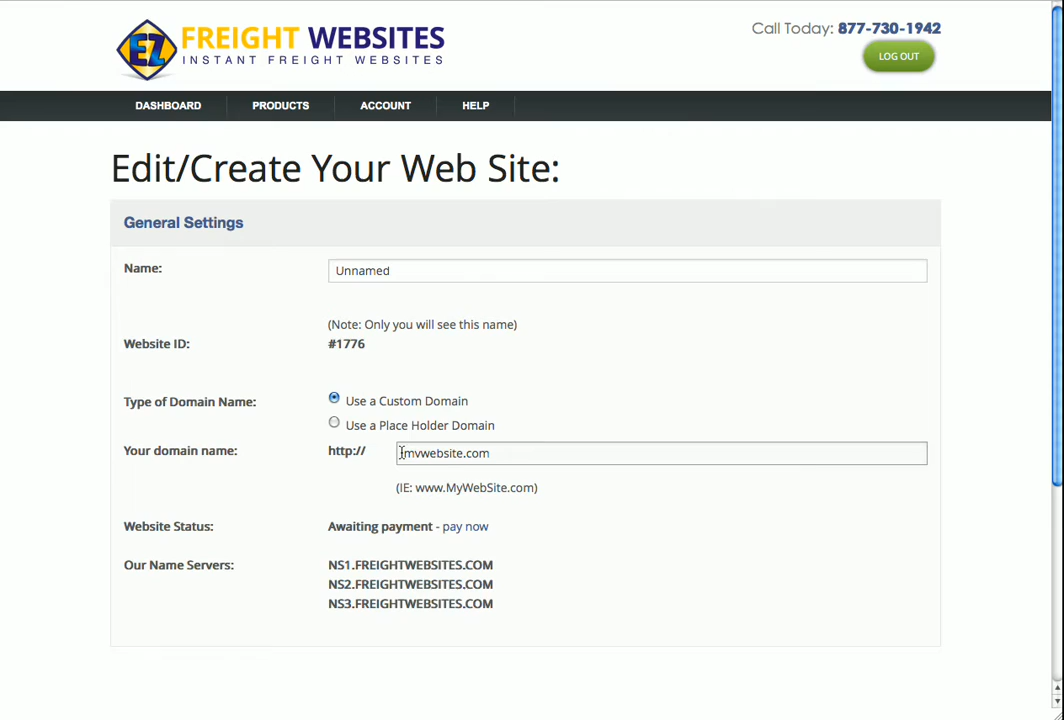 EZ FREIGHT WEBSITES
INSTANT FREIGHT WEBSITES
Call Today: 877-730-1942
LOG OUT
DASHBOARD PRODUCTS ACCOUNT HELP
Edit/Create Your Web Site:
General Settings
Name: Unnamed
(Note: Only you will see this name)
Website ID: #1776
Type of Domain Name: Use a Custom Domain
Use a Place Holder Domain
Your domain name: http:// mvwebsite.com
(IE: www.MyWebSite.com)
Website Status: Awaiting payment - pay now
Our Name Servers: NS1.FREIGHTWEBSITES.COM
NS2.FREIGHTWEBSITES.COM
NS3.FREIGHTWEBSITES.COM